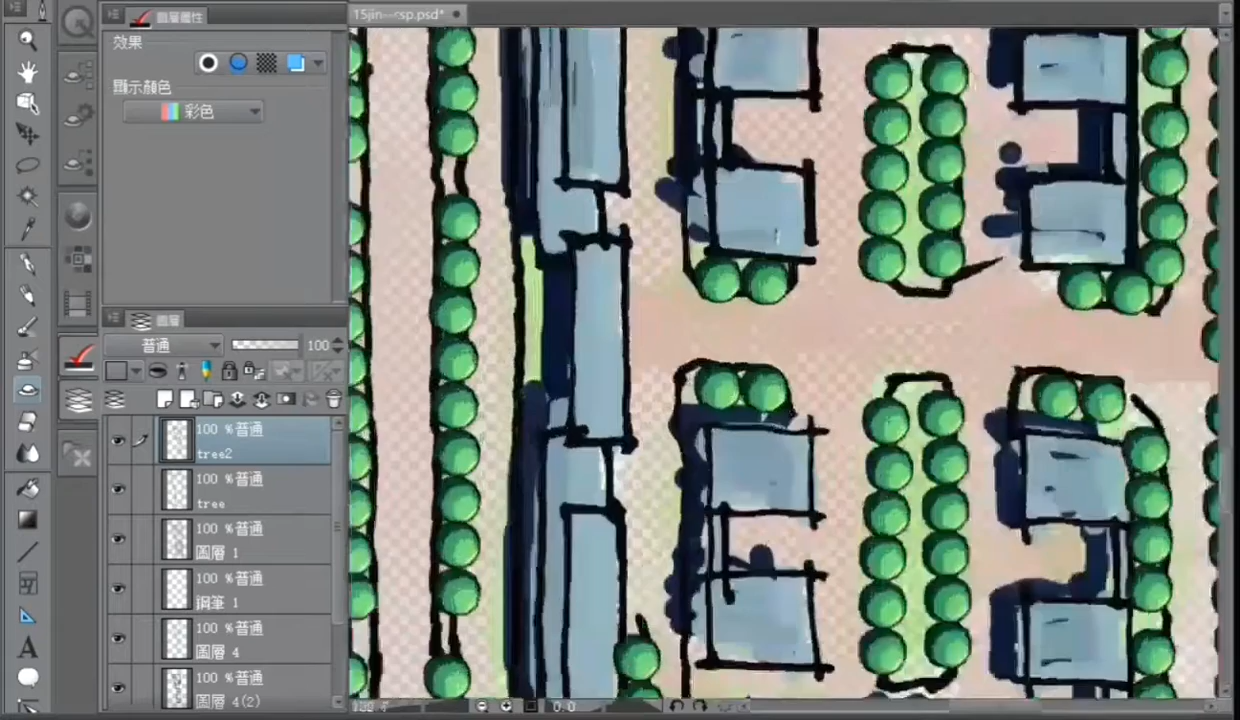 15jin--csp.psd*
圖層屬性
效果
顯示顏色
彩色
圖層
普通 100
100 %普通
tree2
100 %普通
tree
100 %普通
圖層 1
100 %普通
鋼筆 1
100 %普通
圖層 4
100 %普通
圖層 4(2)
0.0